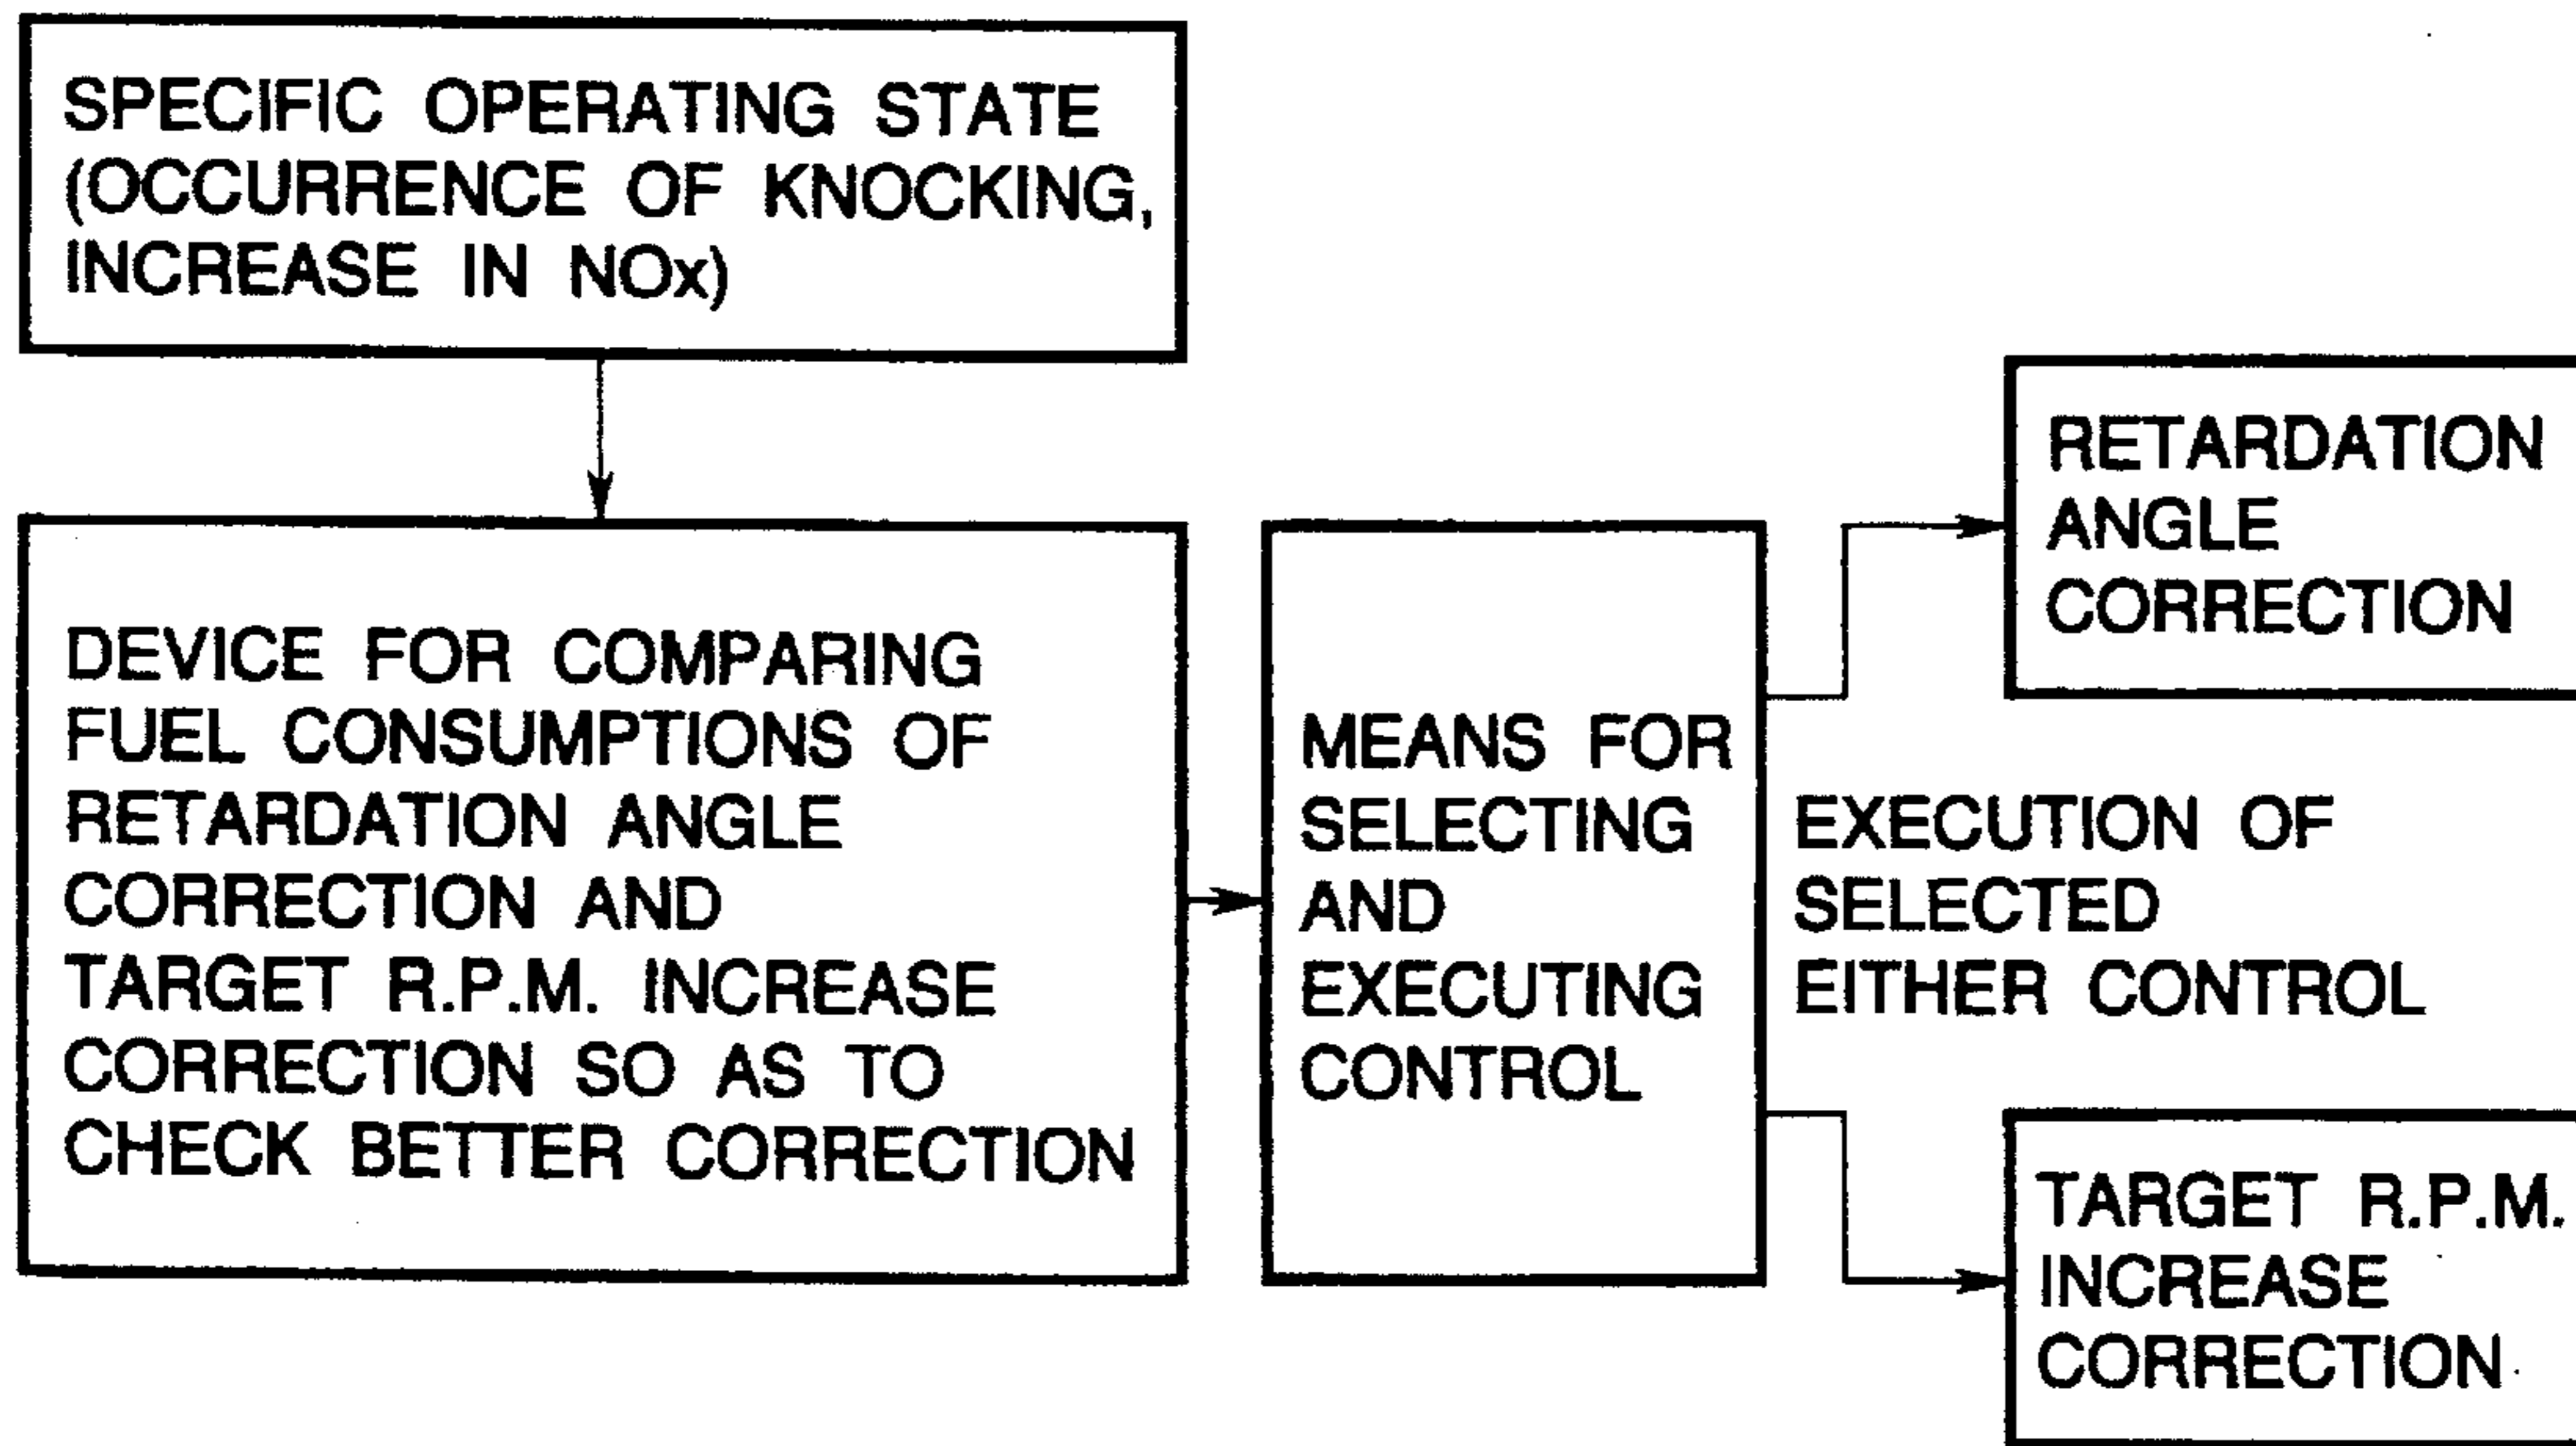 SPECIFIC OPERATING STATE
(OCCURRENCE OF KNOCKING,
INCREASE IN NOx)
DEVICE FOR COMPARING
FUEL CONSUMPTIONS OF
RETARDATION ANGLE
CORRECTION AND
TARGET R.P.M. INCREASE
CORRECTION SO AS TO
CHECK BETTER CORRECTION
MEANS FOR
SELECTING
AND
EXECUTING
CONTROL
RETARDATION
ANGLE
CORRECTION
EXECUTION OF
SELECTED
EITHER CONTROL
TARGET R.P.M.
INCREASE
CORRECTION